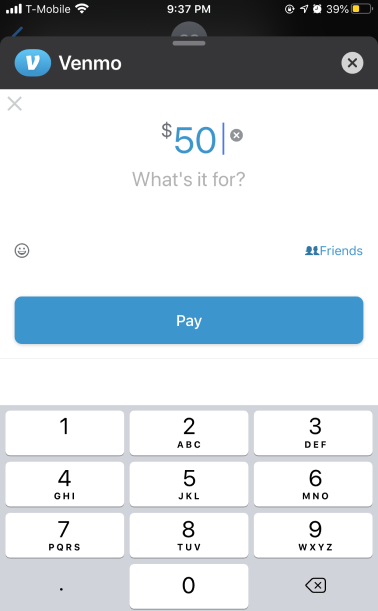 T-Mobile 9:37 PM 39%
V Venmo
$50
What's it for?
Friends
Pay
1 2 3
ABC DEF
4 5 6
GHI JKL MNO
7 8 9
PQRS TUV WXYZ
. 0